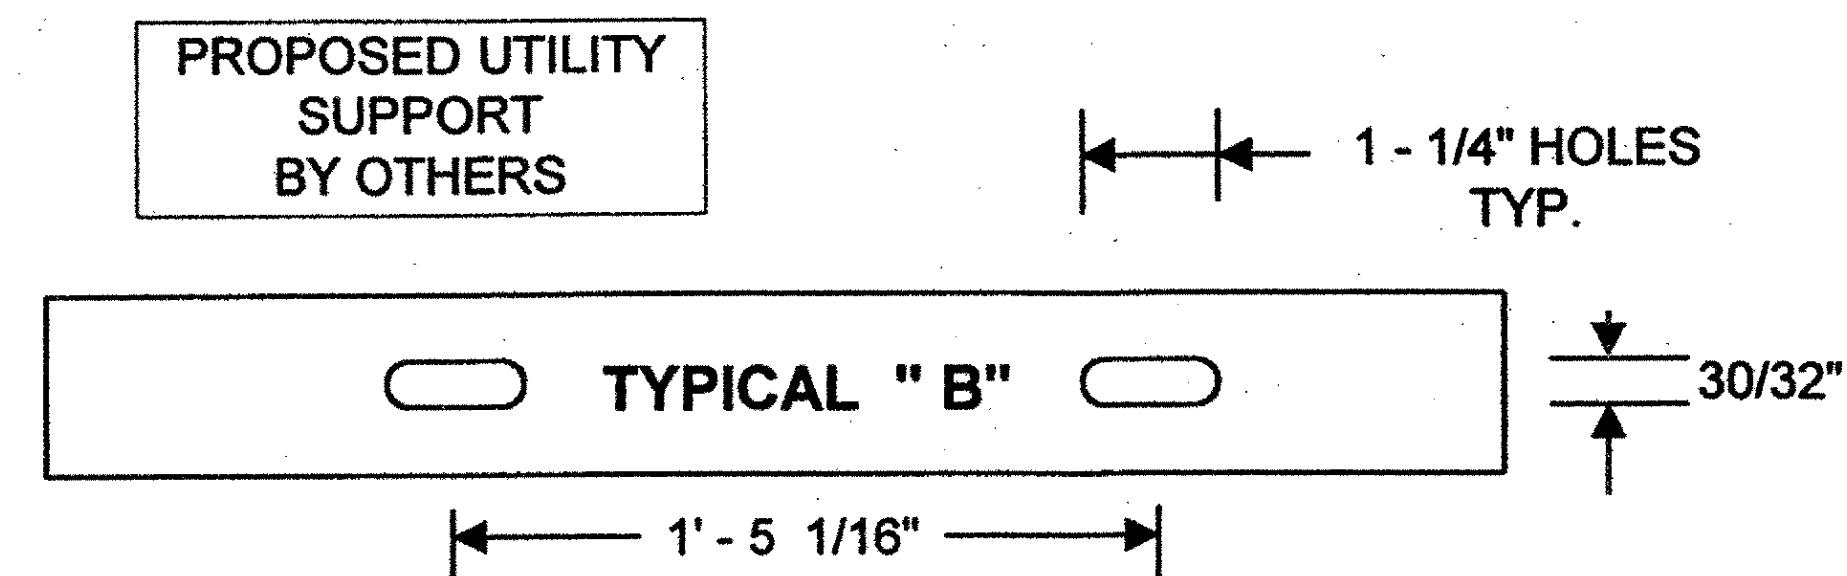 PROPOSED UTILITY
SUPPORT
BY OTHERS
1 - 1/4" HOLES
TYP.
TYPICAL " B"
30/32"
1' - 5 1/16"